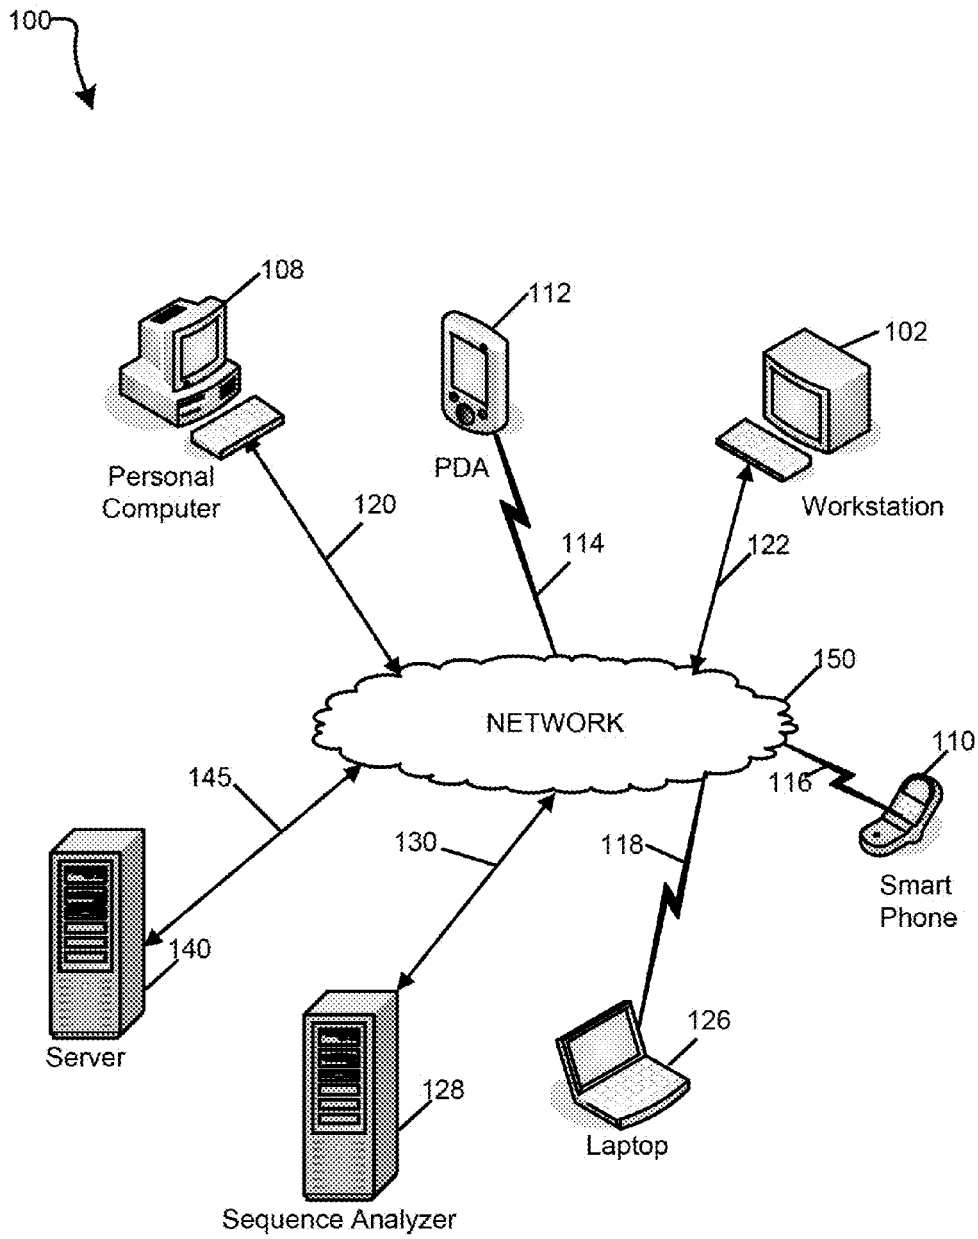 100
108
112
102
Personal
Computer
PDA
Workstation
120
114
122
150
NETWORK
110
116
145
130
118
Smart
Phone
140
Server
126
128
Laptop
Sequence Analyzer